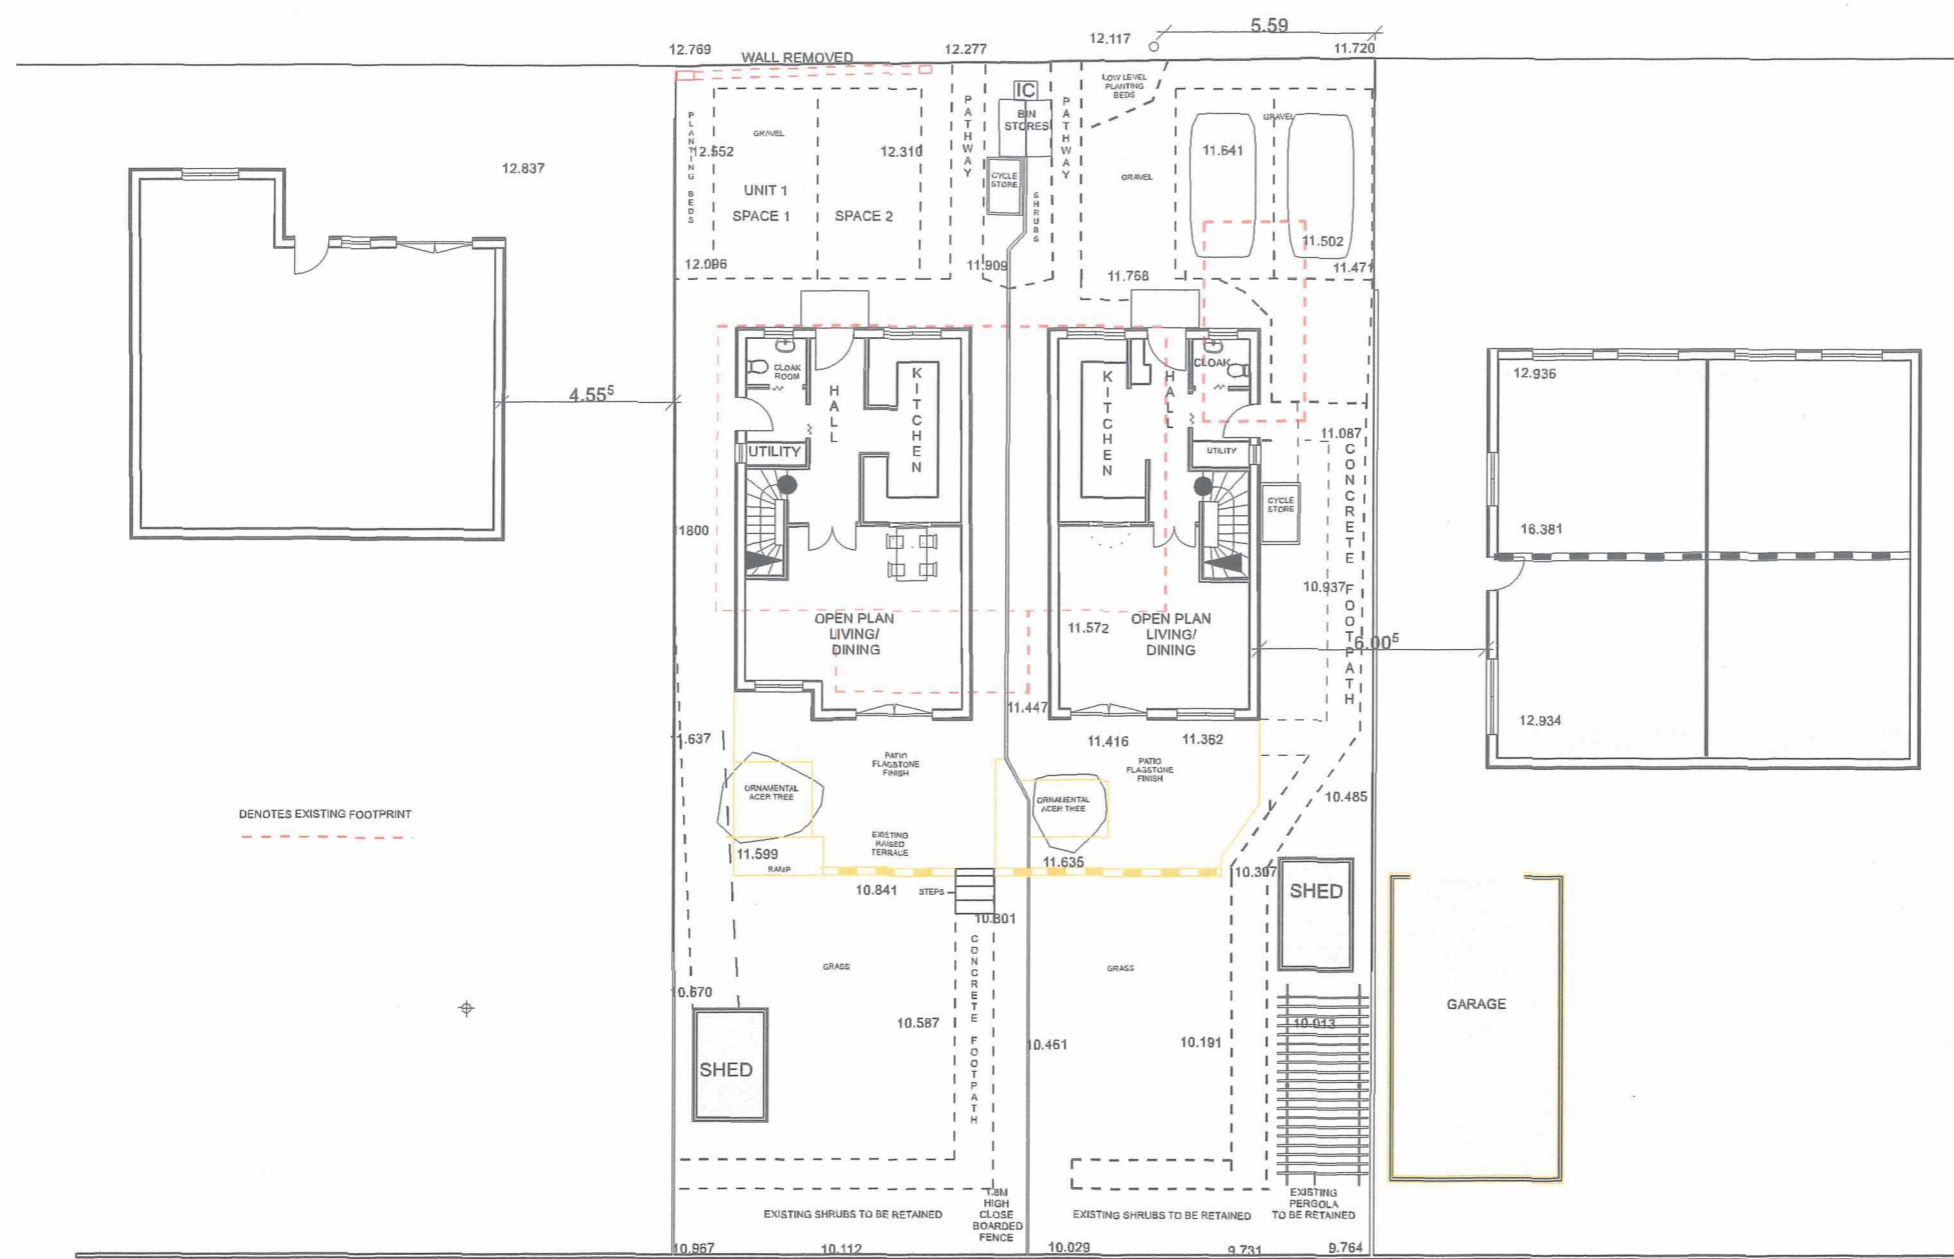 5.59
12.769
WALL REMOVED
12.277
12.117
11.720
LOW LEVEL
PLANTING
BEDS
IC
BIN
STORES
PATHWAY
PATHWAY
PLANTING BEDS
GRAVEL
12.552
12.310
12.837
UNIT 1
SPACE 1
SPACE 2
CYCLE
STORE
SHRUBS
GRAVEL
GRAVEL
11.641
11.502
12.096
11.909
11.768
11.471
CLOAK
ROOM
HALL
KITCHEN
KITCHEN
HALL
CLOAK
4.55⁵
12.936
11.087
UTILITY
UTILITY
CYCLE
STORE
CONCRETE FOOTPATH
1800
16.381
10.937
OPEN PLAN
LIVING/
DINING
11.572
OPEN PLAN
LIVING/
DINING
6.00⁵
11.447
12.934
11.637
11.416
11.362
PATIO
FLAGSTONE
FINISH
PATIO
FLAGSTONE
FINISH
ORNAMENTAL
ACER TREE
ORNAMENTAL
ACER TREE
10.485
DENOTES EXISTING FOOTPRINT
EXISTING
RAISED
TERRACE
11.599
RAMP
11.635
10.307
10.841
STEPS
SHED
10.801
CONCRETE FOOTPATH
GRASS
GRASS
10.670
GARAGE
10.587
10.461
10.191
10.013
SHED
1.8M
HIGH
CLOSE
BOARDED
FENCE
EXISTING SHRUBS TO BE RETAINED
EXISTING SHRUBS TO BE RETAINED
EXISTING
PERGOLA
TO BE RETAINED
10.967
10.112
10.029
9.731
9.764